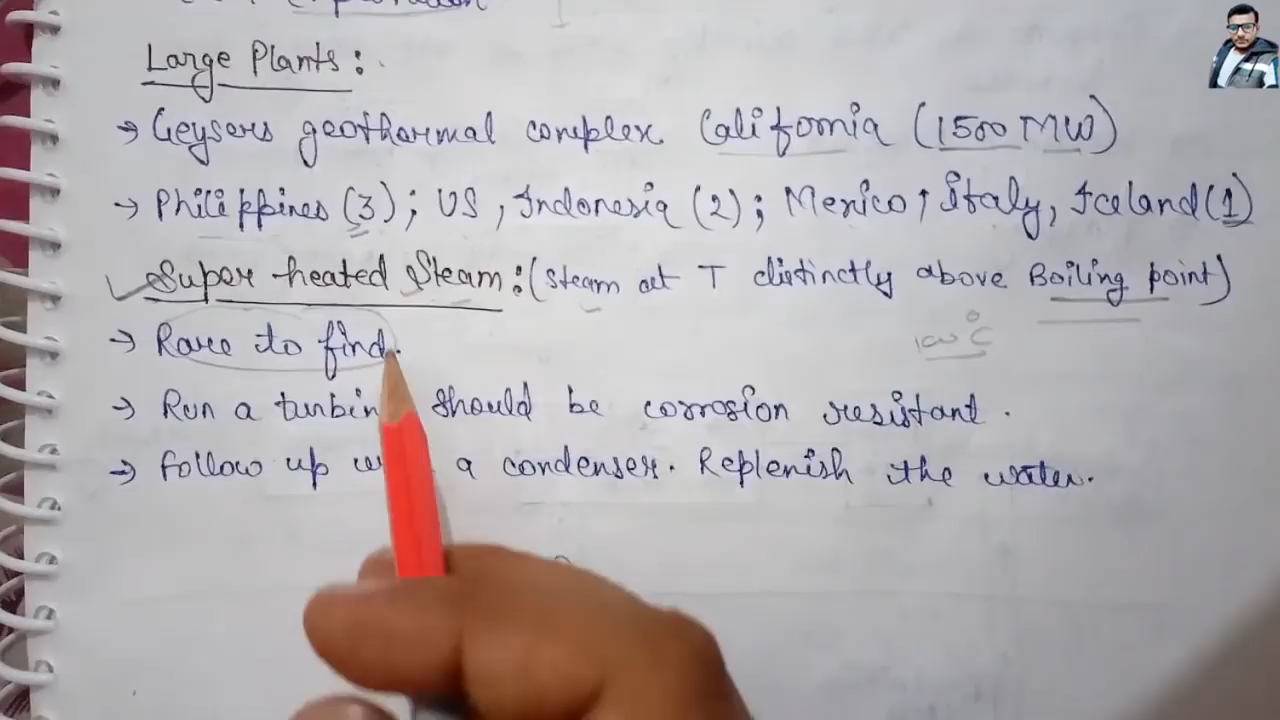 Large Plants:
→ Geysers geothermal complex California (1500 MW)
→ Philippines (3); US, Indonesia (2); Mexico, Italy, Iceland (1)
Super heated Steam: (Steam at T distinctly above Boiling point)
100°C
→ Rare to find.
→ Run a turbin should be corrosion resistant.
→ Follow up a condenser. Replenish the water.